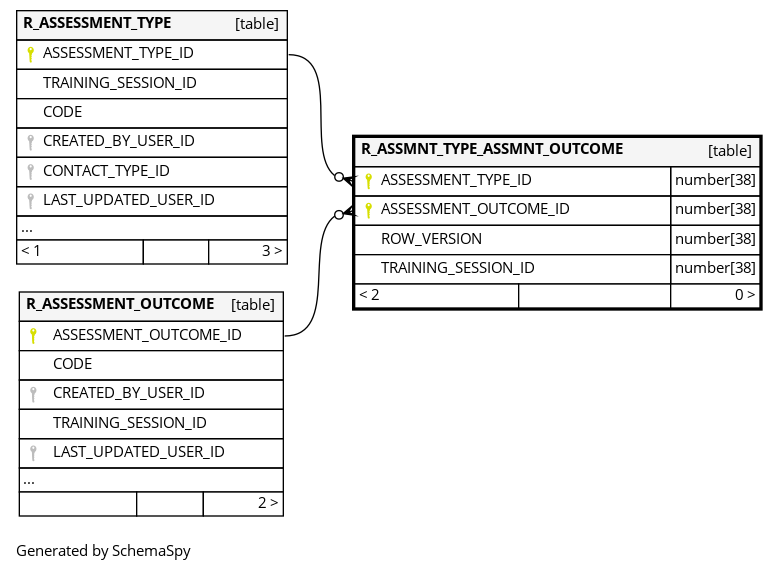 R_ASSESSMENT_TYPE [table]
ASSESSMENT_TYPE_ID
TRAINING_SESSION_ID
CODE
CREATED_BY_USER_ID
CONTACT_TYPE_ID
LAST_UPDATED_USER_ID
...
< 1 3 >
R_ASSMNT_TYPE_ASSMNT_OUTCOME [table]
ASSESSMENT_TYPE_ID number[38]
ASSESSMENT_OUTCOME_ID number[38]
ROW_VERSION number[38]
TRAINING_SESSION_ID number[38]
< 2 0 >
R_ASSESSMENT_OUTCOME [table]
ASSESSMENT_OUTCOME_ID
CODE
CREATED_BY_USER_ID
TRAINING_SESSION_ID
LAST_UPDATED_USER_ID
...
2 >
Generated by SchemaSpy